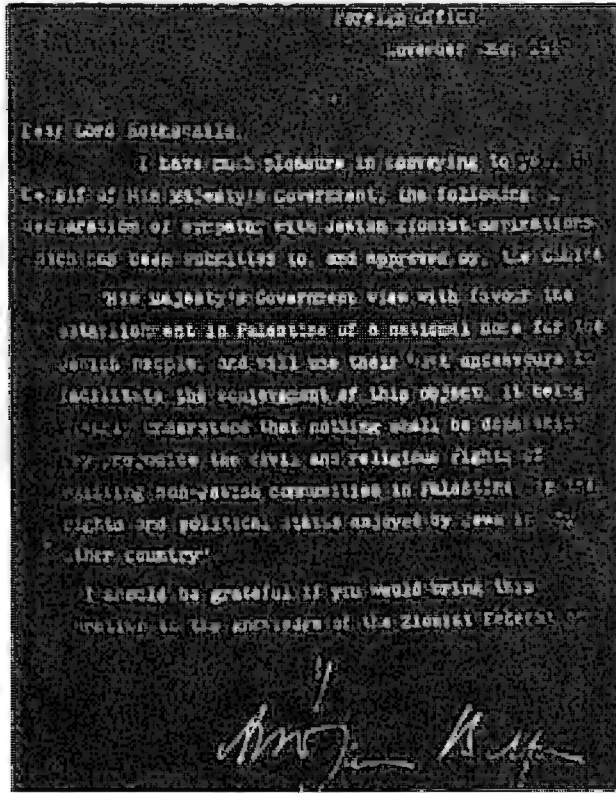 Foreign Office,
November 2nd, 1917
Dear Lord Rothschild,
I have much pleasure in conveying to you, on
behalf of His Majesty's Government, the following
declaration of sympathy with Jewish Zionist aspirations
which has been submitted to, and approved by, the Cabinet
His Majesty's Government view with favour the
establishment in Palestine of a national home for the
Jewish people, and will use their best endeavours to
facilitate the achievement of this object, it being
understood that nothing shall be done which
prejudice the civil and religious rights of
existing non-Jewish communities in Palestine or the
rights and political status enjoyed by Jews in any
other country"
I should be grateful if you would bring this
declaration to the knowledge of the Zionist Federation